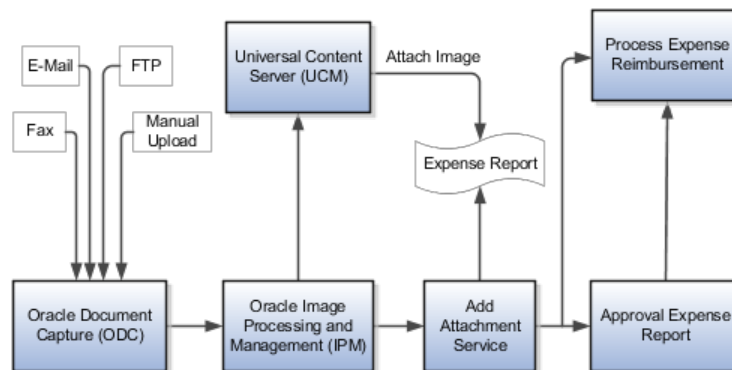 E-Mail
FTP
Fax
Manual
Upload
Universal Content
Server (UCM)
Attach Image
Process Expense
Reimbursement
Expense Report
Oracle Document
Capture (ODC)
Oracle Image
Processing and
Management (IPM)
Add
Attachment
Service
Approval Expense
Report